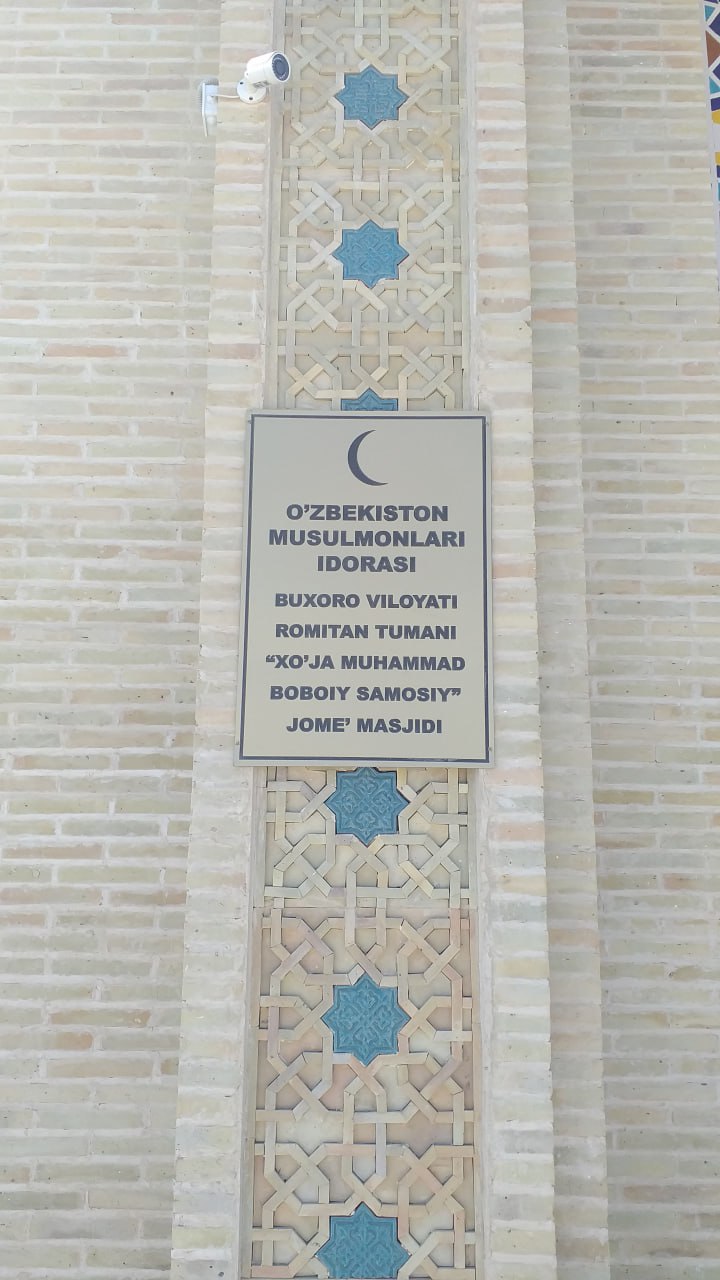 O’ZBEKISTON
MUSULMONLARI
IDORASI
BUXORO VILOYATI
ROMITAN TUMANI
“XO’JA MUHAMMAD
BOBOIY SAMOSIY”
JOME’ MASJIDI